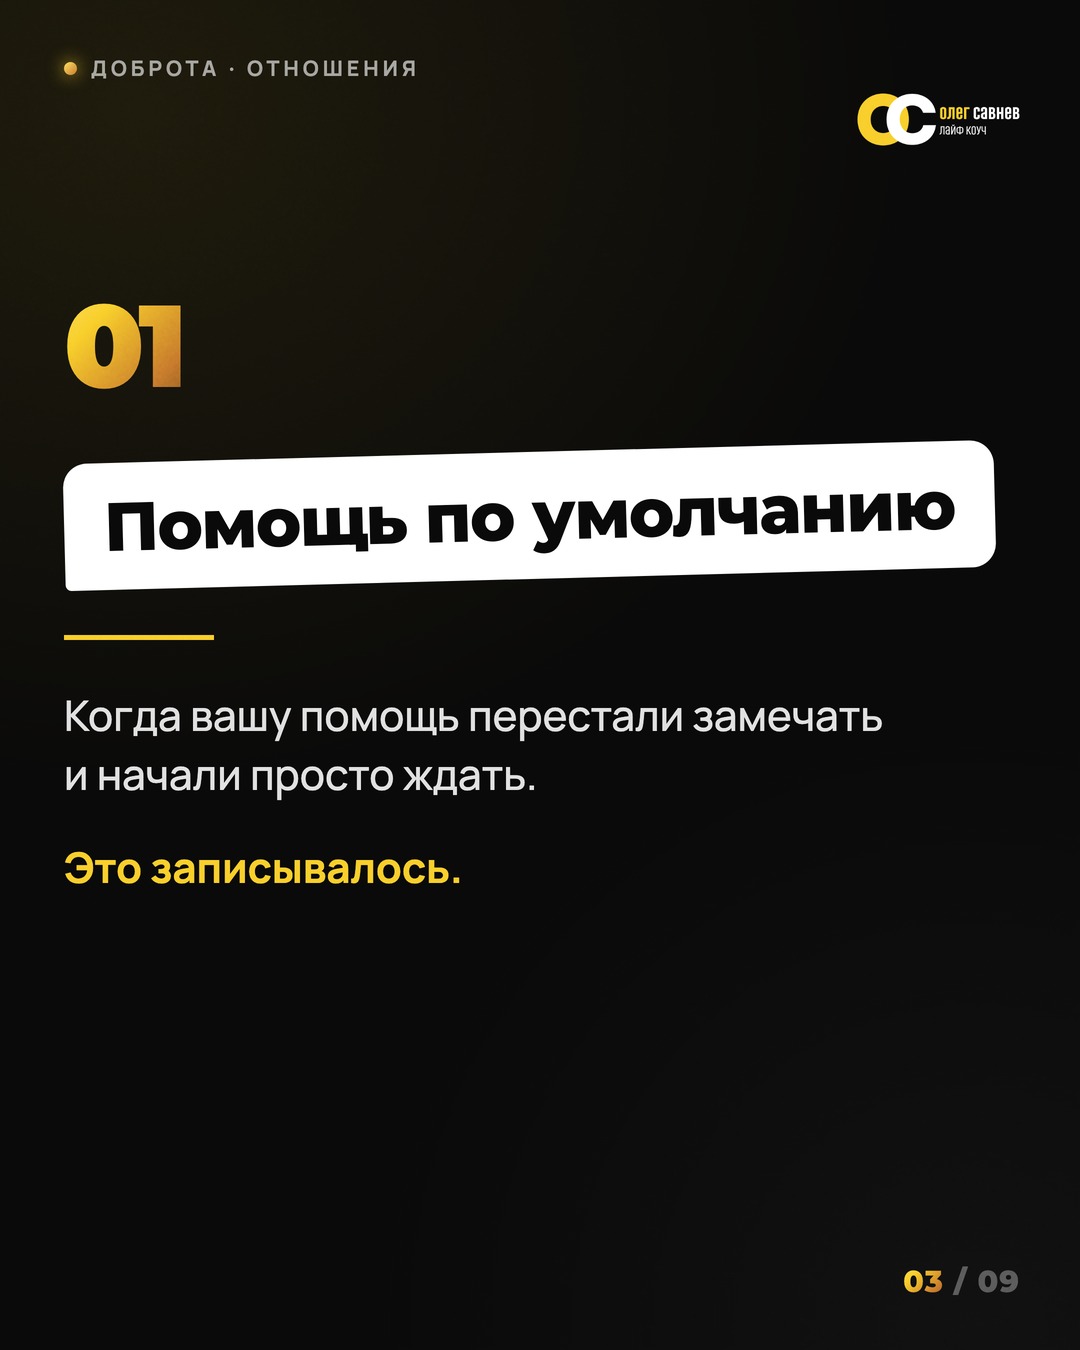 ДОБРОТА · ОТНОШЕНИЯ
ОС
олег савнев
ЛАЙФ КОУЧ
01
Помощь по умолчанию
Когда вашу помощь перестали замечать
и начали просто ждать.
Это записывалось.
03 / 09